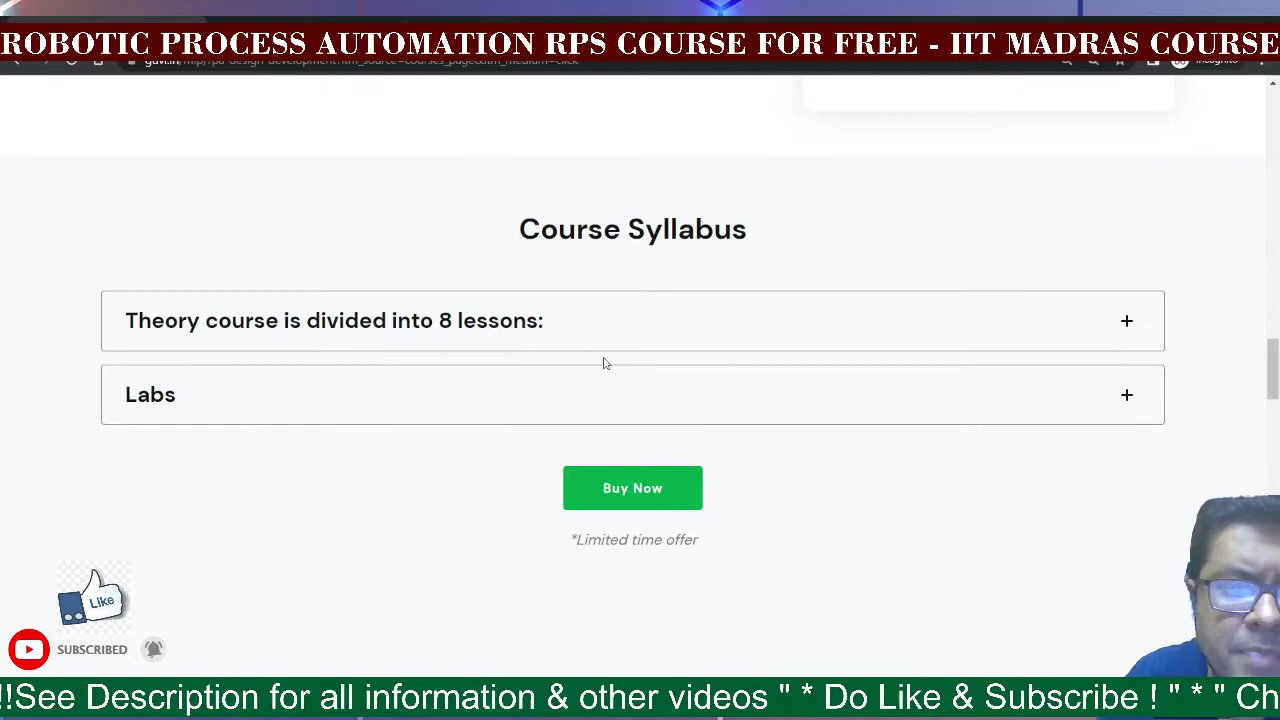 ROBOTIC PROCESS AUTOMATION RPS COURSE FOR FREE - IIT MADRAS COURSE
Course Syllabus
Theory course is divided into 8 lessons: +
Labs +
Buy Now
*Limited time offer
Like
SUBSCRIBED
!!See Description for all information & other videos " * Do Like & Subscribe ! " * " Ch